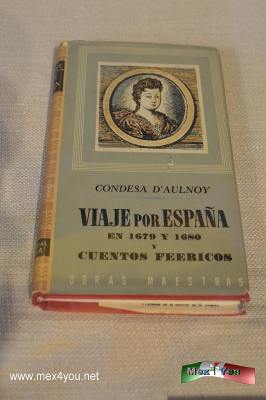 CONDESA D'AULNOY
VIAJE POR ESPAÑA
EN 1679 Y 1680
Y
CUENTOS FEERICOS
OBRAS MAESTRAS
www.mex4you.net
Mex4You